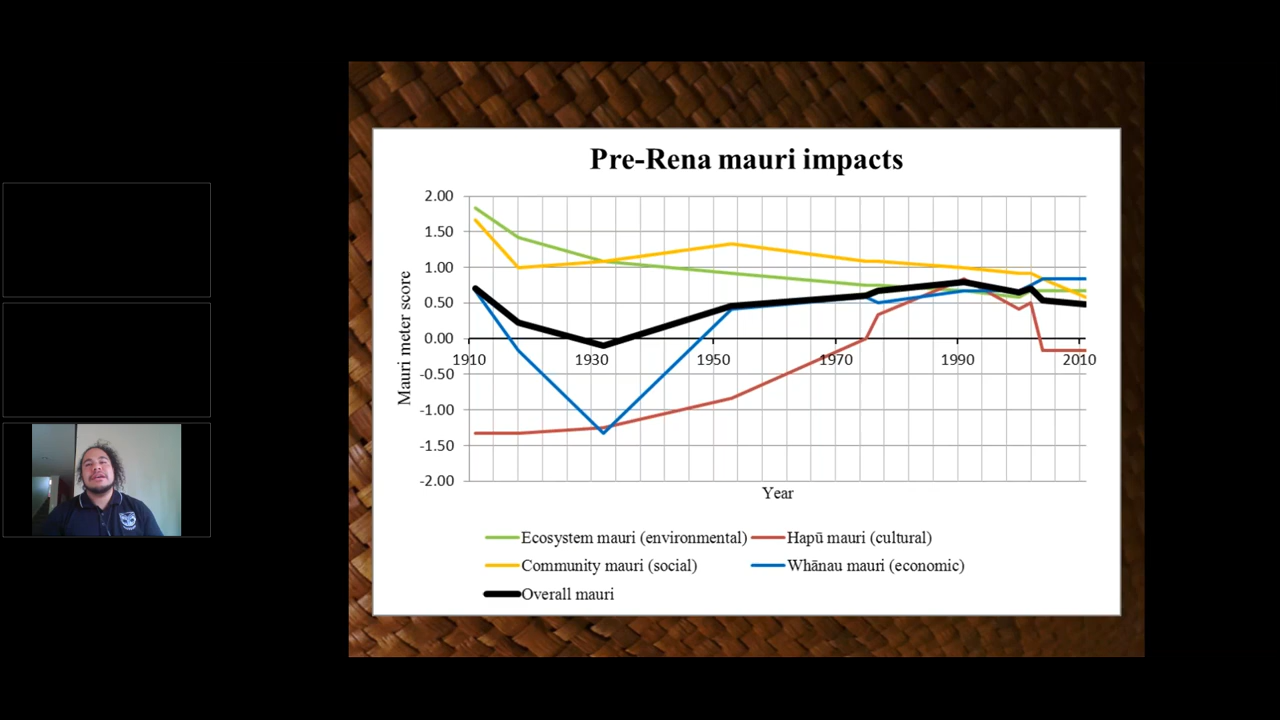 Pre-Rena mauri impacts
Mauri meter score
2.00
1.50
1.00
0.50
0.00
-0.50
-1.00
-1.50
-2.00
1910 1930 1950 1970 1990 2010
Year
Ecosystem mauri (environmental) Hapū mauri (cultural)
Community mauri (social) Whānau mauri (economic)
Overall mauri